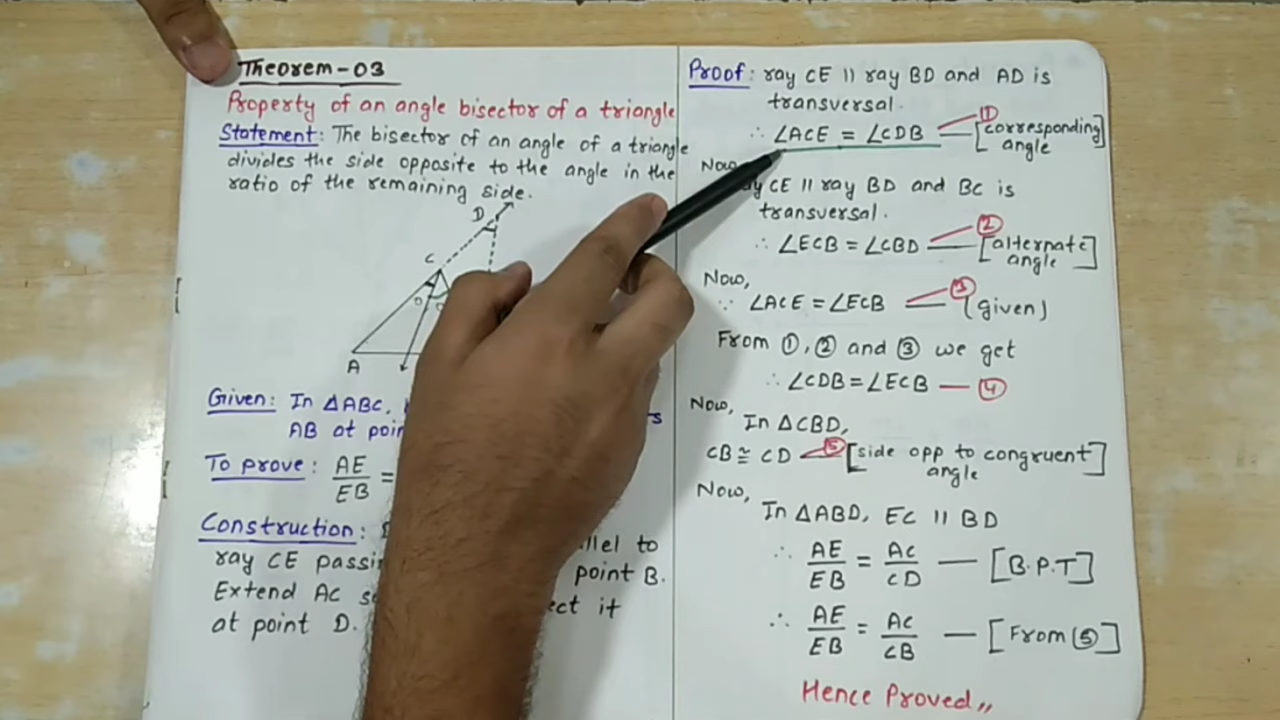 Theorem-03
Property of an angle bisector of a triangle
Statement: The bisector of an angle of a triangle
divides the side opposite to the angle in the
ratio of the remaining side.
D
C
A
Given: In ΔABC,
AB at poin
To prove: AE/EB =
Construction:
llel to
ray CE passi
point B.
Extend AC s
ect it
at point D.
Proof: ray CE || ray BD and AD is
transversal.
∴ ∠ACE = ∠CDB — ① [corresponding
angle]
Now
ay CE || ray BD and BC is
transversal.
∴ ∠ECB = ∠CBD — ② [alternate
angle]
Now,
∵ ∠ACE = ∠ECB — ③ (given)
From ①, ② and ③ we get
∴ ∠CDB = ∠ECB — ④
Now,
In ΔCBD,
CB ≅ CD — ⑤ [side opp to congruent
angle]
Now,
In ΔABD, EC || BD
∴ AE/EB = AC/CD — [B.P.T]
∴ AE/EB = AC/CB — [From (5)]
Hence Proved,,